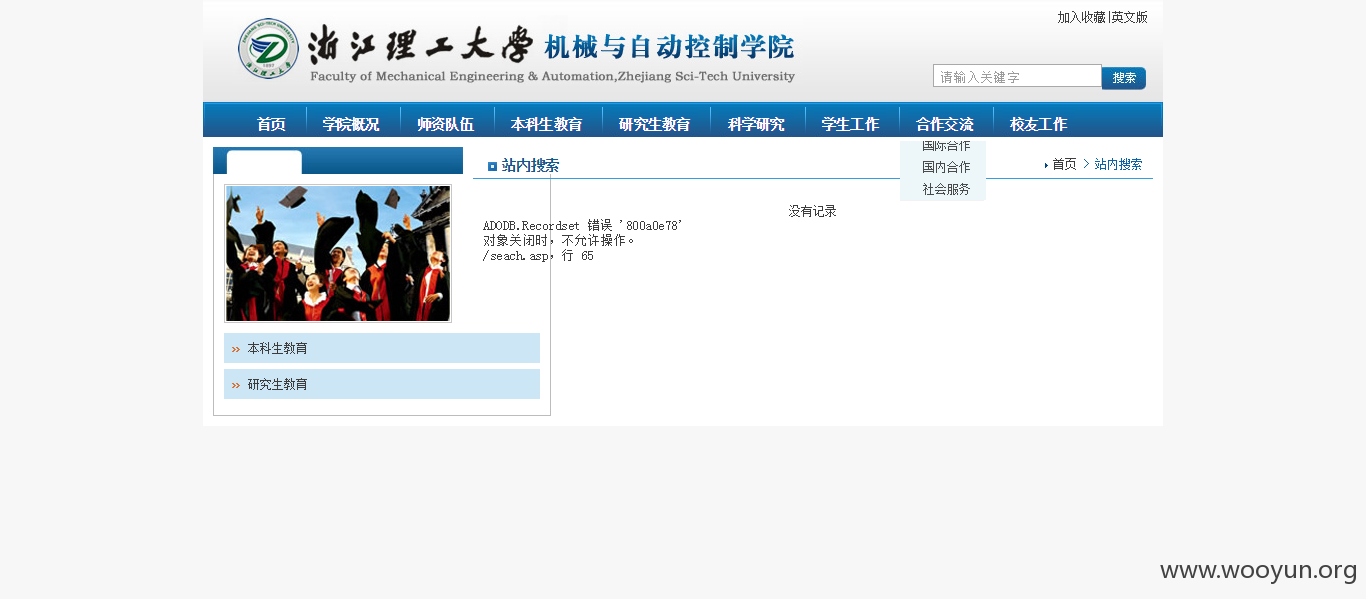 加入收藏|英文版
浙江理工大学 机械与自动控制学院
Faculty of Mechanical Engineering & Automation,Zhejiang Sci-Tech University
请输入关键字 搜索
首页 学院概况 师资队伍 本科生教育 研究生教育 科学研究 学生工作 合作交流 校友工作
国际合作
国内合作
社会服务
站内搜索
首页 > 站内搜索
没有记录
ADODB.Recordset 错误 '800a0e78'
对象关闭时，不允许操作。
/seach.asp，行 65
本科生教育
研究生教育
www.wooyun.org